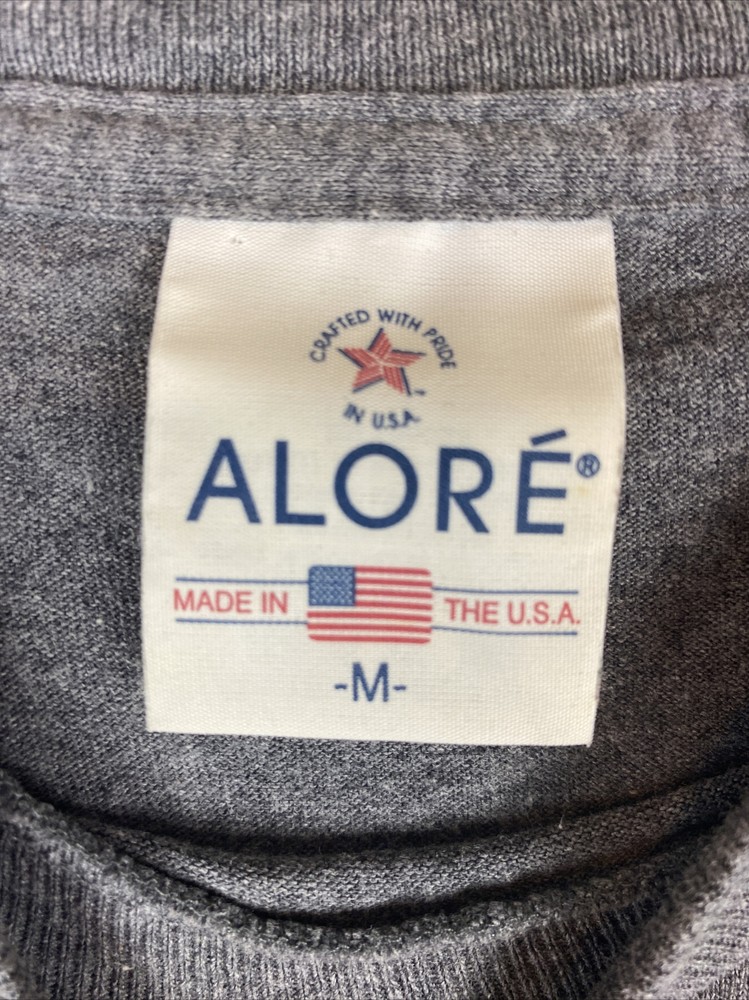 CRAFTED WITH PRIDE
IN U.S.A.
ALORÉ®
MADE IN THE U.S.A.
-M-